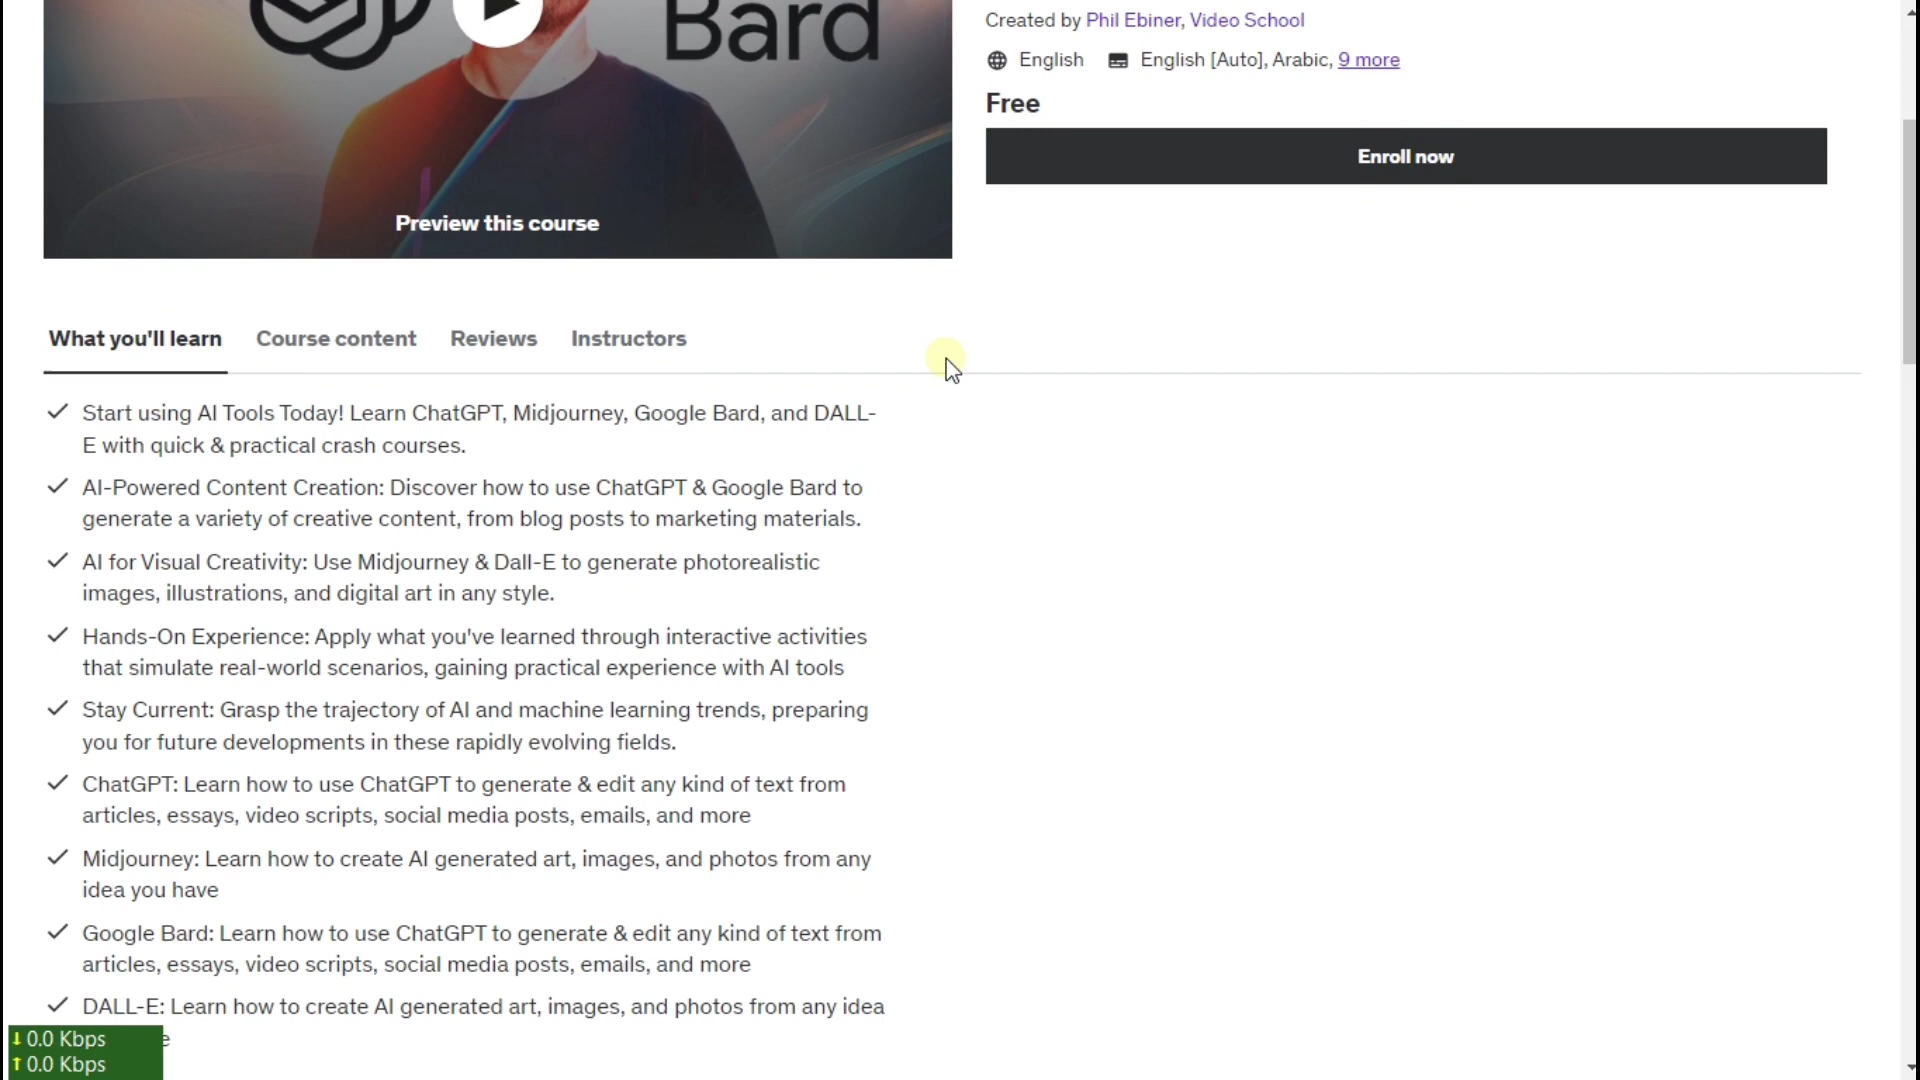 Bard
Preview this course
Created by Phil Ebiner, Video School
English English [Auto], Arabic, 9 more
Free
Enroll now
What you'll learn Course content Reviews Instructors
Start using AI Tools Today! Learn ChatGPT, Midjourney, Google Bard, and DALL-
E with quick & practical crash courses.
AI-Powered Content Creation: Discover how to use ChatGPT & Google Bard to
generate a variety of creative content, from blog posts to marketing materials.
AI for Visual Creativity: Use Midjourney & Dall-E to generate photorealistic
images, illustrations, and digital art in any style.
Hands-On Experience: Apply what you've learned through interactive activities
that simulate real-world scenarios, gaining practical experience with AI tools
Stay Current: Grasp the trajectory of AI and machine learning trends, preparing
you for future developments in these rapidly evolving fields.
ChatGPT: Learn how to use ChatGPT to generate & edit any kind of text from
articles, essays, video scripts, social media posts, emails, and more
Midjourney: Learn how to create AI generated art, images, and photos from any
idea you have
Google Bard: Learn how to use ChatGPT to generate & edit any kind of text from
articles, essays, video scripts, social media posts, emails, and more
DALL-E: Learn how to create AI generated art, images, and photos from any idea
0.0 Kbps
0.0 Kbps